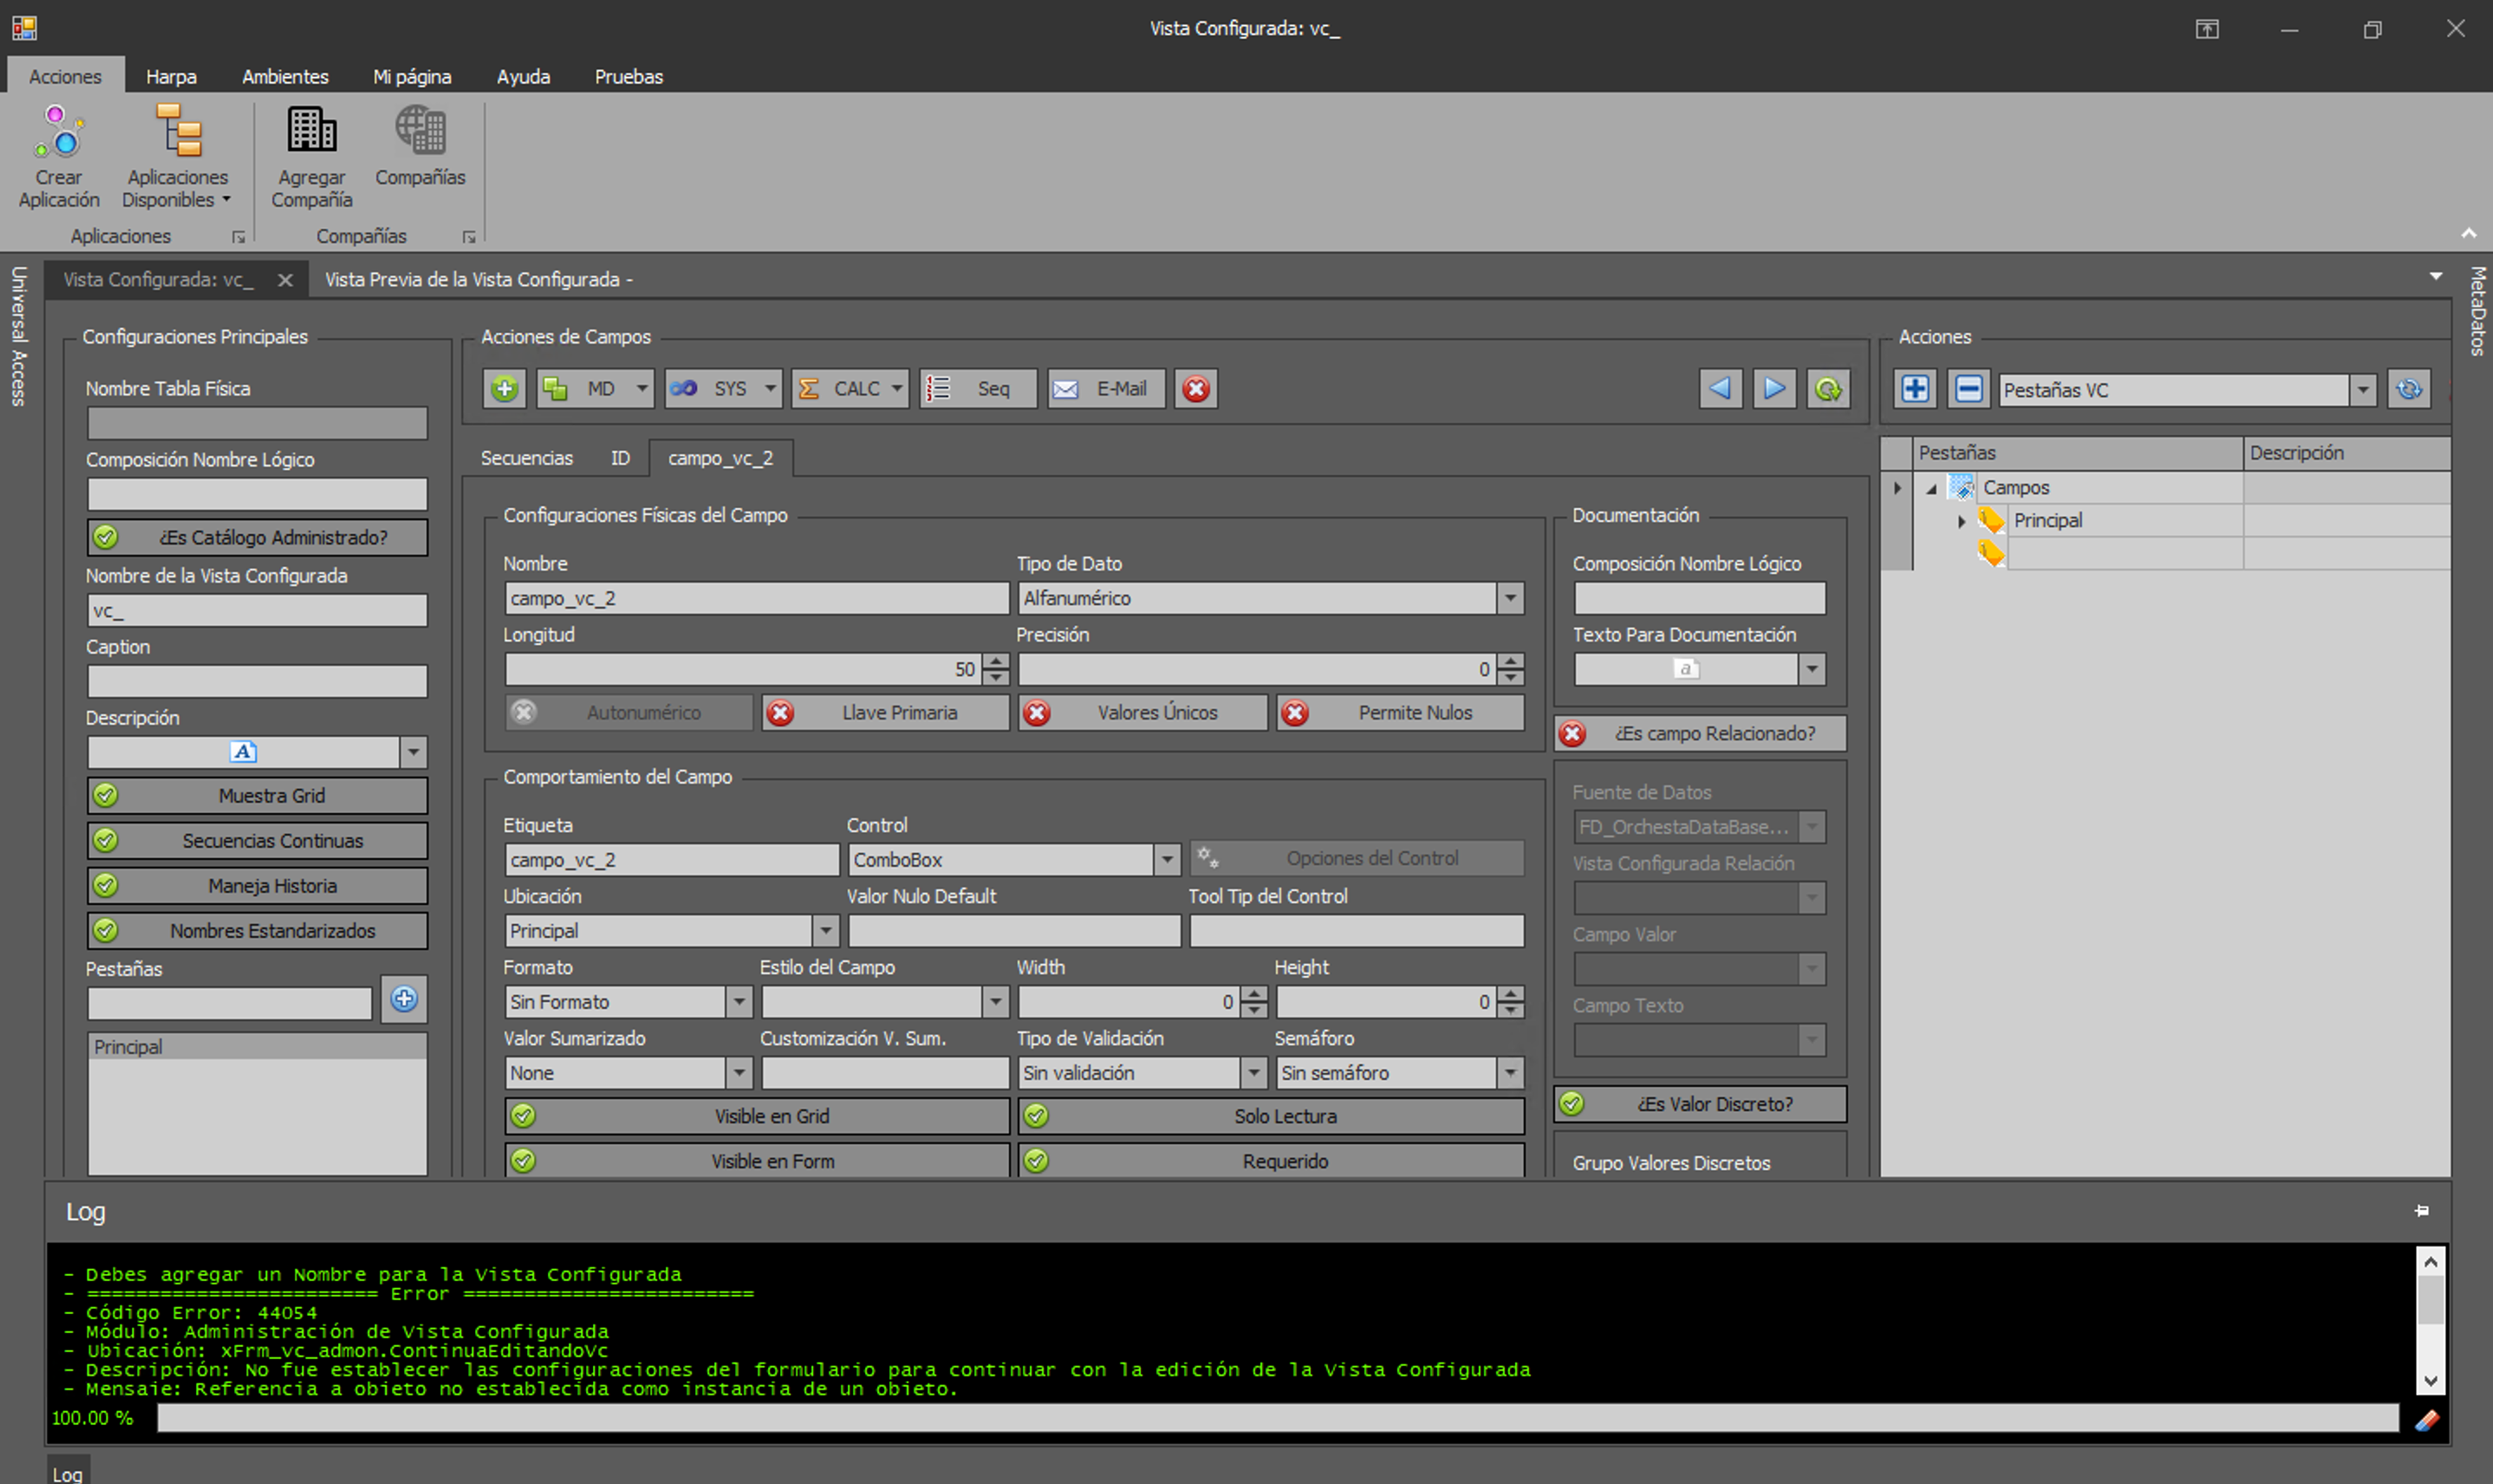 Vista Configurada: vc_
Acciones Harpa Ambientes Mi página Ayuda Pruebas
Crear Aplicación
Aplicaciones Disponibles
Agregar Compañía
Compañías
Aplicaciones
Compañías
Universal Access
MetaDatos
Vista Configurada: vc_
Vista Previa de la Vista Configurada -
Configuraciones Principales
Nombre Tabla Física
Composición Nombre Lógico
¿Es Catálogo Administrado?
Nombre de la Vista Configurada
vc_
Caption
Descripción
A
Muestra Grid
Secuencias Continuas
Maneja Historia
Nombres Estandarizados
Pestañas
Principal
Acciones de Campos
MD SYS CALC Seq E-Mail
Secuencias ID campo_vc_2
Configuraciones Físicas del Campo
Nombre Tipo de Dato
campo_vc_2 Alfanumérico
Longitud Precisión
50 0
Autonumérico Llave Primaria Valores Únicos Permite Nulos
Comportamiento del Campo
Etiqueta Control
campo_vc_2 ComboBox Opciones del Control
Ubicación Valor Nulo Default Tool Tip del Control
Principal
Formato Estilo del Campo Width Height
Sin Formato 0 0
Valor Sumarizado Customización V. Sum. Tipo de Validación Semáforo
None Sin validación Sin semáforo
Visible en Grid Solo Lectura
Visible en Form Requerido
Documentación
Composición Nombre Lógico
Texto Para Documentación
a
¿Es campo Relacionado?
Fuente de Datos
FD_OrchestaDataBase...
Vista Configurada Relación
Campo Valor
Campo Texto
¿Es Valor Discreto?
Grupo Valores Discretos
Acciones
Pestañas VC
Pestañas Descripción
Campos
Principal
Log
- Debes agregar un Nombre para la Vista Configurada
- ======================== Error ========================
- Código Error: 44054
- Módulo: Administración de Vista Configurada
- Ubicación: xFrm_vc_admon.ContinuaEditandoVc
- Descripción: No fue establecer las configuraciones del formulario para continuar con la edición de la Vista Configurada
- Mensaje: Referencia a objeto no establecida como instancia de un objeto.
100.00 %
Log